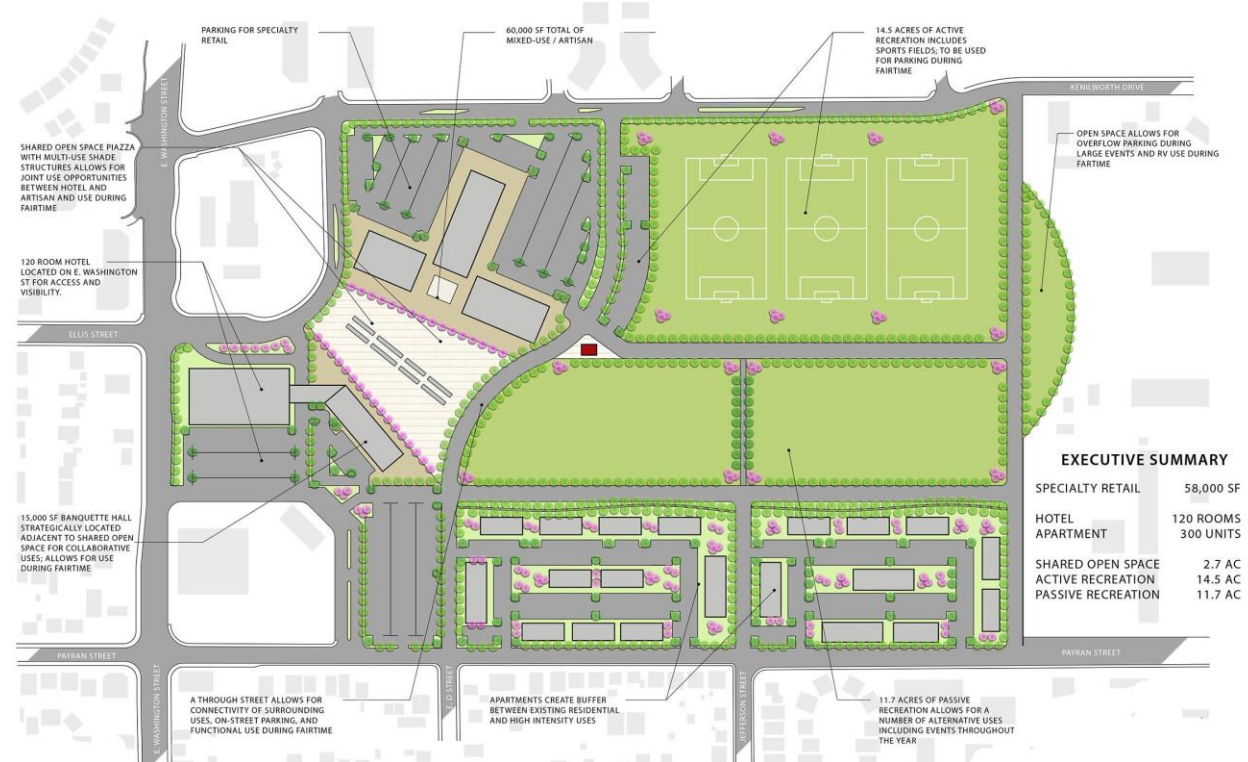 PARKING FOR SPECIALTY
RETAIL
60,000 SF TOTAL OF
MIXED-USE / ARTISAN
14.5 ACRES OF ACTIVE
RECREATION INCLUDES
SPORTS FIELDS; TO BE USED
FOR PARKING DURING
FAIRTIME
KENILWORTH DRIVE
E. WASHINGTON STREET
SHARED OPEN SPACE PIAZZA
WITH MULTI-USE SHADE
STRUCTURES ALLOWS FOR
JOINT USE OPPORTUNITIES
BETWEEN HOTEL AND
ARTISAN AND USE DURING
FAIRTIME
OPEN SPACE ALLOWS FOR
OVERFLOW PARKING DURING
LARGE EVENTS AND RV USE DURING
FARTIME
120 ROOM HOTEL
LOCATED ON E. WASHINGTON
ST FOR ACCESS AND
VISIBILITY.
ELLIS STREET
15,000 SF BANQUETTE HALL
STRATEGICALLY LOCATED
ADJACENT TO SHARED OPEN
SPACE FOR COLLABORATIVE
USES; ALLOWS FOR USE
DURING FAIRTIME
EXECUTIVE SUMMARY
SPECIALTY RETAIL 58,000 SF
HOTEL 120 ROOMS
APARTMENT 300 UNITS
SHARED OPEN SPACE 2.7 AC
ACTIVE RECREATION 14.5 AC
PASSIVE RECREATION 11.7 AC
PAYRAN STREET
PAYRAN STREET
E. WASHINGTON STREET
E. D STREET
JEFFERSON STREET
A THROUGH STREET ALLOWS FOR
CONNECTIVITY OF SURROUNDING
USES, ON-STREET PARKING, AND
FUNCTIONAL USE DURING FAIRTIME
APARTMENTS CREATE BUFFER
BETWEEN EXISTING RESIDENTIAL
AND HIGH INTENSITY USES
11.7 ACRES OF PASSIVE
RECREATION ALLOWS FOR A
NUMBER OF ALTERNATIVE USES
INCLUDING EVENTS THROUGHOUT
THE YEAR